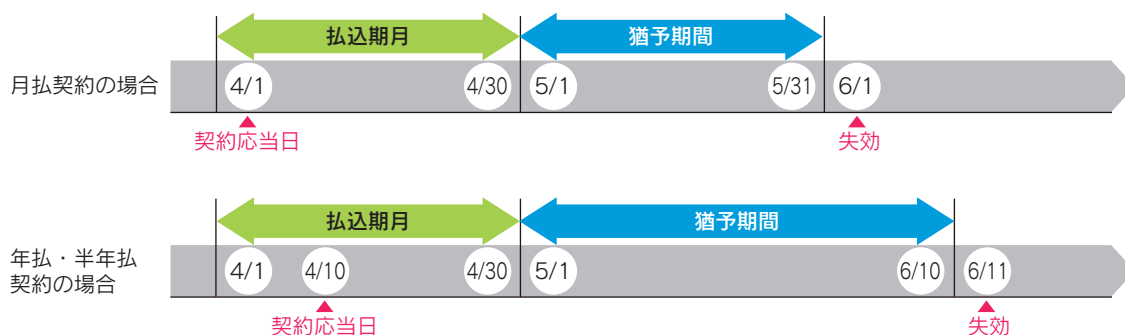 払込期月
猶予期間
月払契約の場合
4/1
4/30
5/1
5/31
6/1
契約応当日
失効
払込期月
猶予期間
年払・半年払
契約の場合
4/1
4/10
4/30
5/1
6/10
6/11
契約応当日
失効